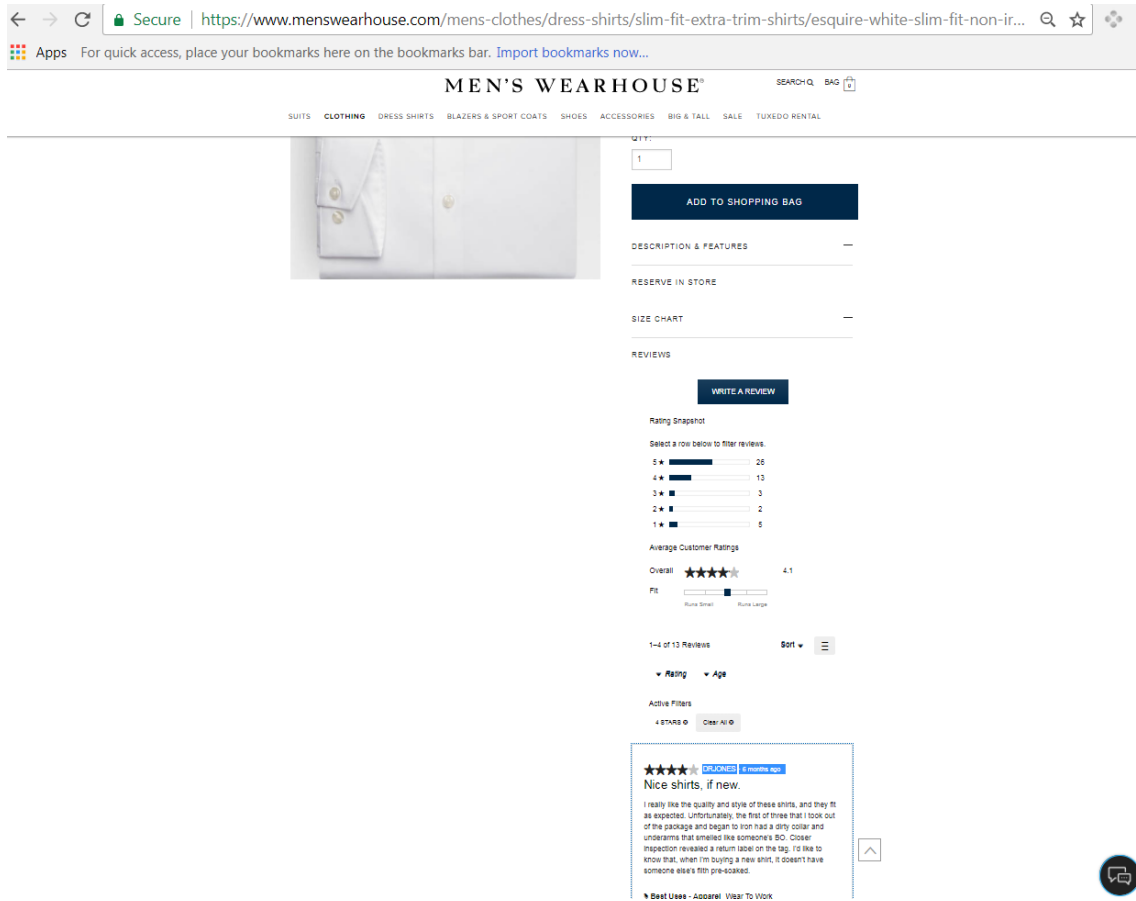 Secure https://www.menswearhouse.com/mens-clothes/dress-shirts/slim-fit-extra-trim-shirts/esquire-white-slim-fit-non-ir...
Apps For quick access, place your bookmarks here on the bookmarks bar. Import bookmarks now...
MEN'S WEARHOUSE® SEARCH BAG 0
SUITS CLOTHING DRESS SHIRTS BLAZERS & SPORT COATS SHOES ACCESSORIES BIG & TALL SALE TUXEDO RENTAL
QTY:
1
ADD TO SHOPPING BAG
DESCRIPTION & FEATURES —
RESERVE IN STORE
SIZE CHART —
REVIEWS
WRITE A REVIEW
Rating Snapshot
Select a row below to filter reviews.
5★ 26
4★ 13
3★ 3
2★ 2
1★ 5
Average Customer Ratings
Overall ★★★★★ 4.1
Fit
Runs Small Runs Large
1–4 of 13 Reviews Sort ▼ ☰
▼ Rating ▼ Age
Active Filters
4 STARS Clear All
★★★★★ DRJONES · 5 months ago
Nice shirts, if new.
I really like the quality and style of these shirts, and they fit
as expected. Unfortunately, the first of three that I took out
of the package and began to iron had a dirty collar and
underarms that smelled like someone's BO. Closer
inspection revealed a return label on the tag. I'd like to
know that, when I'm buying a new shirt, it doesn't have
someone else's filth pre-soaked.
Best Uses - Apparel Wear To Work